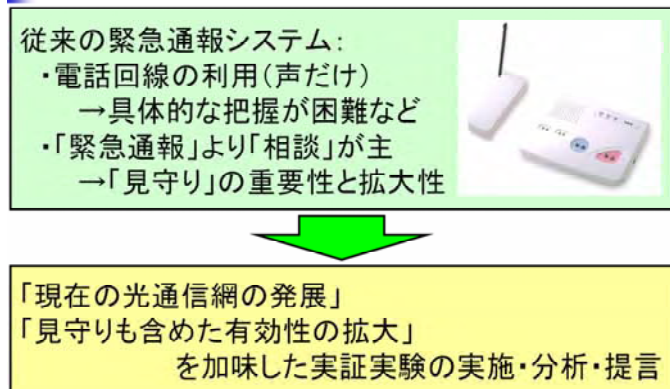 従来の緊急通報システム：
・電話回線の利用(声だけ)
→具体的な把握が困難など
・「緊急通報」より「相談」が主
→「見守り」の重要性と拡大性
「現在の光通信網の発展」
「見守りも含めた有効性の拡大」
を加味した実証実験の実施・分析・提言